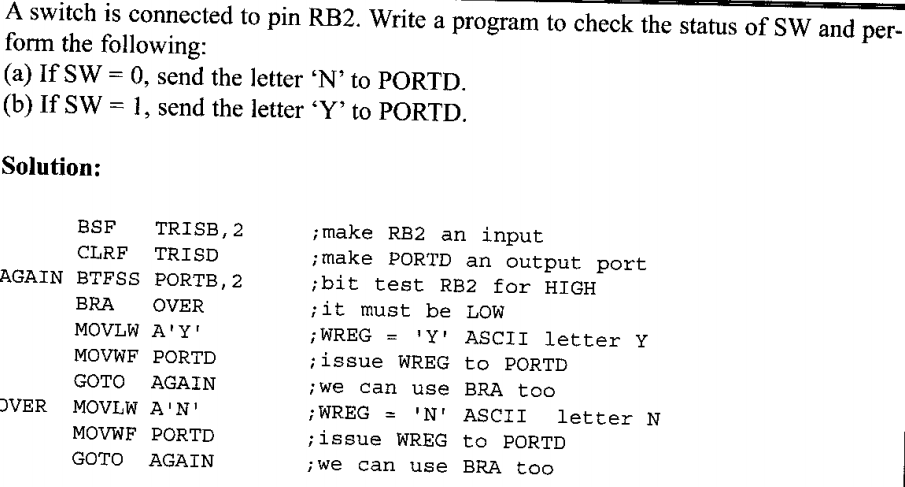 A switch is connected to pin RB2. Write a program to check the status of SW and per-
form the following:
(a) If SW = 0, send the letter ‘N’ to PORTD.
(b) If SW = 1, send the letter ‘Y’ to PORTD.
Solution:
BSF TRISB,2 ;make RB2 an input
CLRF TRISD ;make PORTD an output port
AGAIN BTFSS PORTB,2 ;bit test RB2 for HIGH
BRA OVER ;it must be LOW
MOVLW A'Y' ;WREG = 'Y' ASCII letter Y
MOVWF PORTD ;issue WREG to PORTD
GOTO AGAIN ;we can use BRA too
OVER MOVLW A'N' ;WREG = 'N' ASCII letter N
MOVWF PORTD ;issue WREG to PORTD
GOTO AGAIN ;we can use BRA too